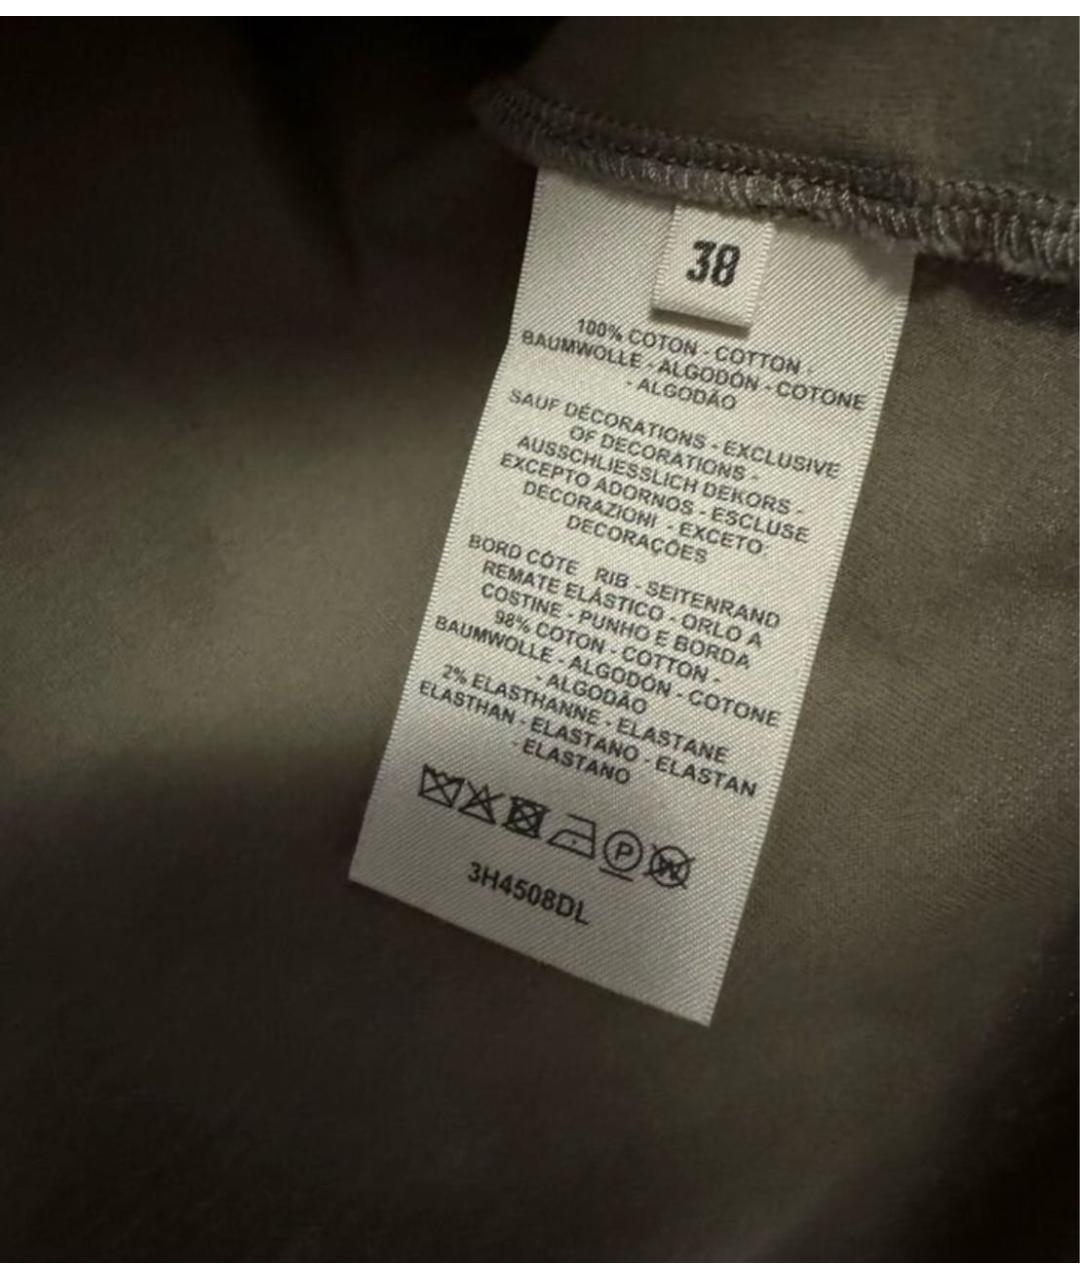 38
100% COTON - COTTON -
BAUMWOLLE - ALGODÓN - COTONE
- ALGODÃO
SAUF DÉCORATIONS - EXCLUSIVE
OF DECORATIONS -
AUSSCHLIESSLICH DEKORS -
EXCEPTO ADORNOS - ESCLUSE
DECORAZIONI - EXCETO
DECORAÇÕES
BORD CÔTE RIB - SEITENRAND
REMATE ELÁSTICO - ORLO A
COSTINE - PUNHO E BORDA
98% COTON - COTTON -
BAUMWOLLE - ALGODÓN - COTONE
- ALGODÃO
2% ELASTHANNE - ELASTANE
ELASTHAN - ELASTANO - ELASTAN
- ELASTANO
P W
3H4508DL